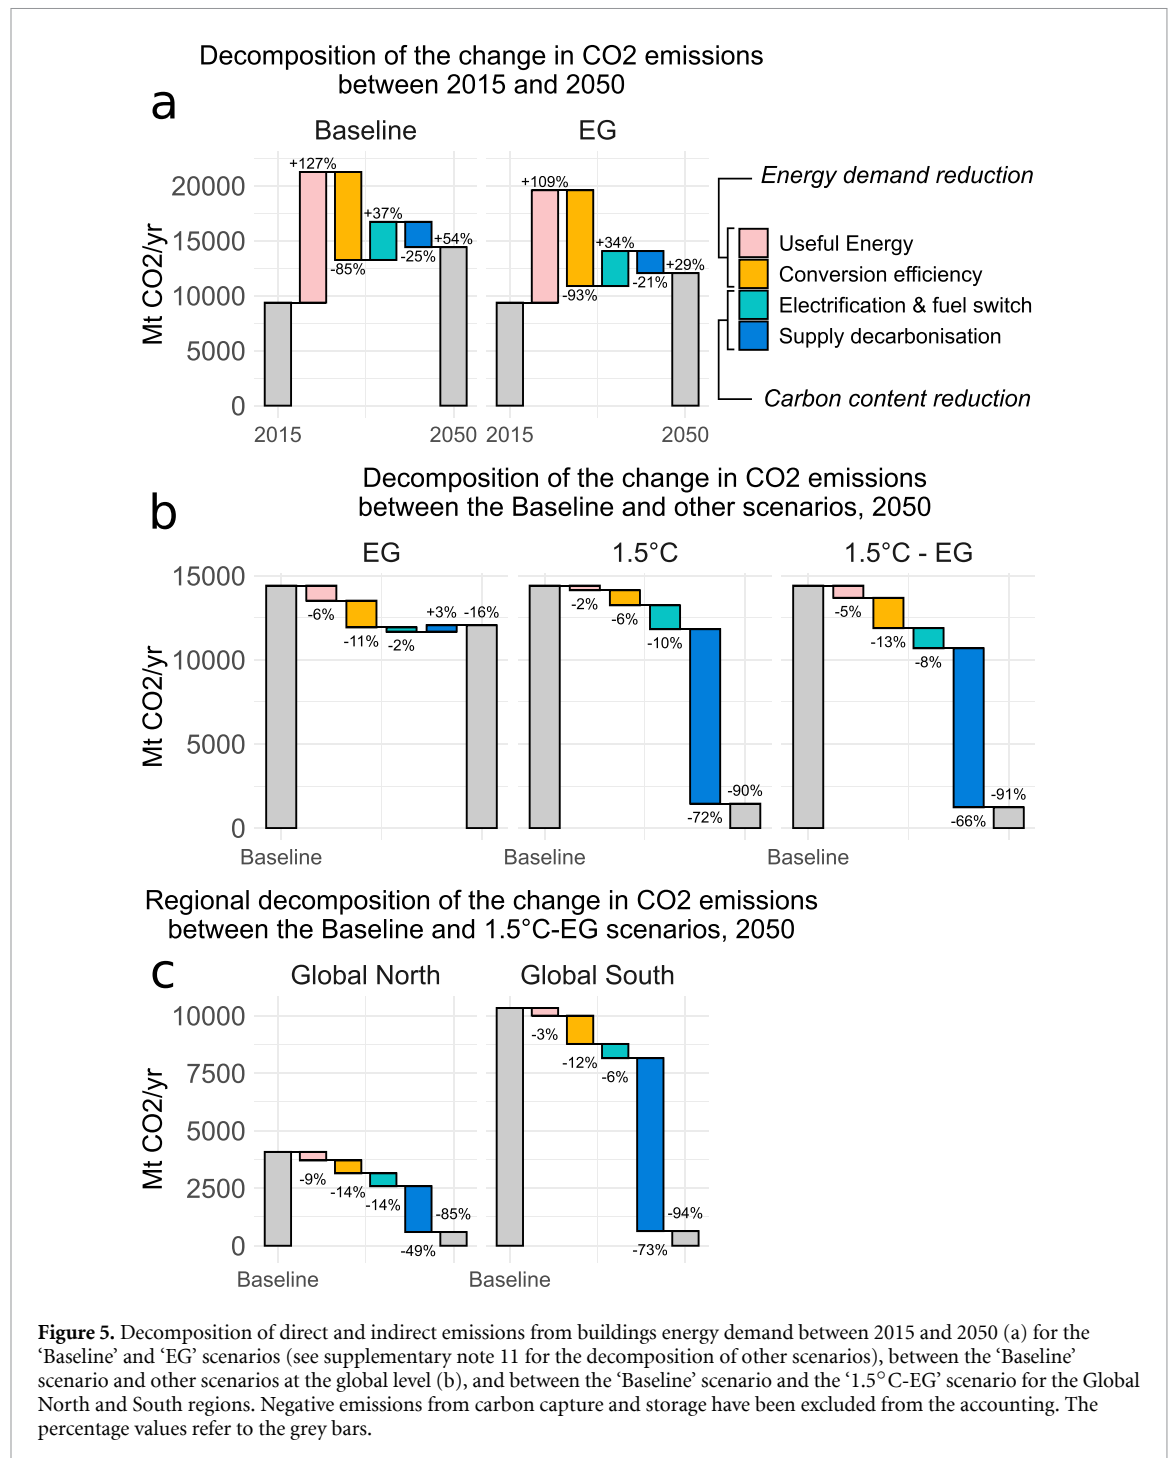 Decomposition of the change in CO2 emissions
between 2015 and 2050
a
Baseline
EG
Mt CO2/yr
20000
15000
10000
5000
0
+127%
-85%
+37%
-25%
+54%
+109%
-93%
+34%
-21%
+29%
2015
2050
2015
2050
Energy demand reduction
Useful Energy
Conversion efficiency
Electrification & fuel switch
Supply decarbonisation
Carbon content reduction
Decomposition of the change in CO2 emissions
between the Baseline and other scenarios, 2050
b
EG
1.5°C
1.5°C - EG
Mt CO2/yr
15000
10000
5000
0
-6%
-11%
-2%
+3%
-16%
-2%
-6%
-10%
-72%
-90%
-5%
-13%
-8%
-66%
-91%
Baseline
Baseline
Baseline
Regional decomposition of the change in CO2 emissions
between the Baseline and 1.5°C-EG scenarios, 2050
c
Global North
Global South
Mt CO2/yr
10000
7500
5000
2500
0
-9%
-14%
-14%
-49%
-85%
-3%
-12%
-6%
-73%
-94%
Baseline
Baseline
Figure 5. Decomposition of direct and indirect emissions from buildings energy demand between 2015 and 2050 (a) for the
‘Baseline’ and ‘EG’ scenarios (see supplementary note 11 for the decomposition of other scenarios), between the ‘Baseline’
scenario and other scenarios at the global level (b), and between the ‘Baseline’ scenario and the ‘1.5°C-EG’ scenario for the Global
North and South regions. Negative emissions from carbon capture and storage have been excluded from the accounting. The
percentage values refer to the grey bars.